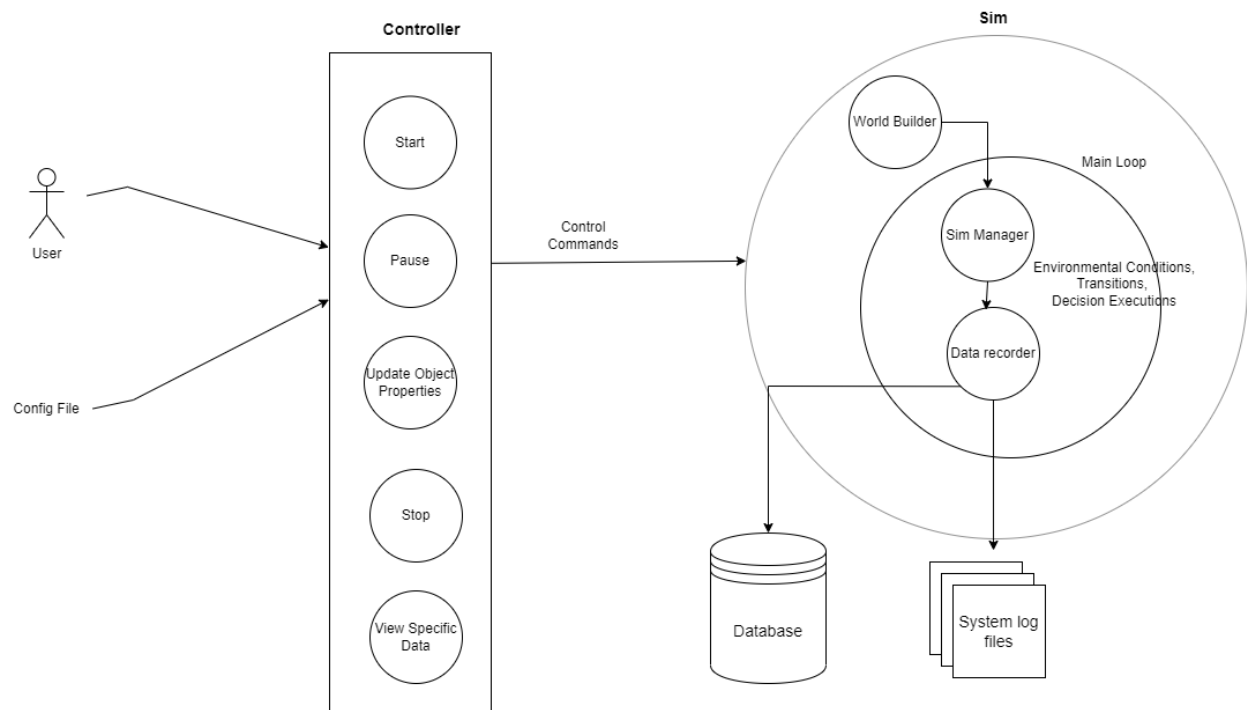 Sim
Controller
World Builder
Start
Main Loop
Control
Commands
Sim Manager
User
Pause
Environmental Conditions,
Transitions,
Decision Executions
Data recorder
Update Object
Properties
Config File
Stop
View Specific
Data
Database
System log
files